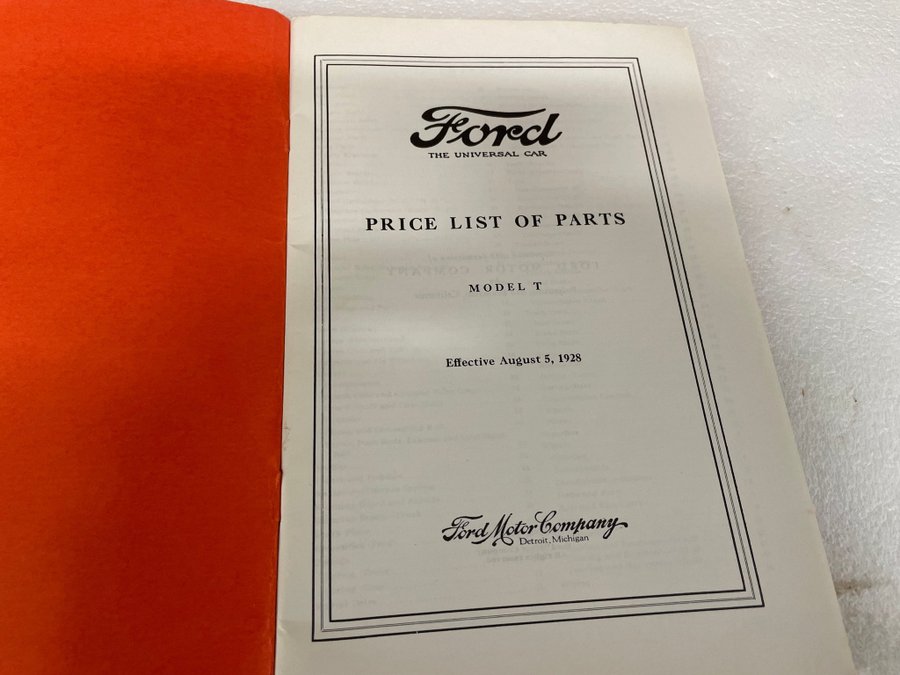 Ford
THE UNIVERSAL CAR
PRICE LIST OF PARTS
MODEL T
Effective August 5, 1928
Ford Motor Company
Detroit, Michigan